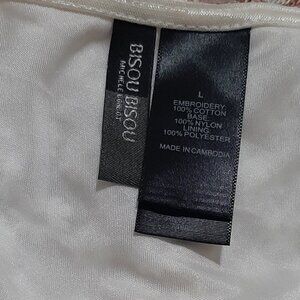 BISOU BISOU
MICHELE BOHBOT
L
EMBROIDERY:
100% COTTON
BASE
100% NYLON
LINING
100% POLYESTER
MADE IN CAMBODIA